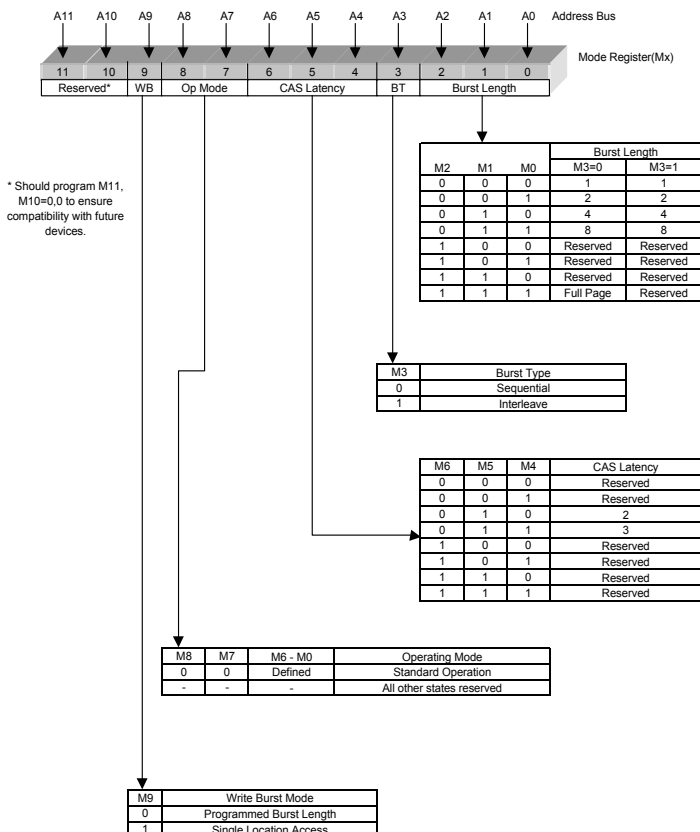 A11 A10 A9 A8 A7 A6 A5 A4 A3 A2 A1 A0 Address Bus
Mode Register(Mx)
11 10 9 8 7 6 5 4 3 2 1 0
Reserved* WB Op Mode CAS Latency BT Burst Length
* Should program M11,
M10=0,0 to ensure
compatibility with future
devices.
Burst Length
M2 M1 M0 M3=0 M3=1
0 0 0 1 1
0 0 1 2 2
0 1 0 4 4
0 1 1 8 8
1 0 0 Reserved Reserved
1 0 1 Reserved Reserved
1 1 0 Reserved Reserved
1 1 1 Full Page Reserved
M3 Burst Type
0 Sequential
1 Interleave
M6 M5 M4 CAS Latency
0 0 0 Reserved
0 0 1 Reserved
0 1 0 2
0 1 1 3
1 0 0 Reserved
1 0 1 Reserved
1 1 0 Reserved
1 1 1 Reserved
M8 M7 M6 - M0 Operating Mode
0 0 Defined Standard Operation
- - - All other states reserved
M9 Write Burst Mode
0 Programmed Burst Length
1 Single Location Access